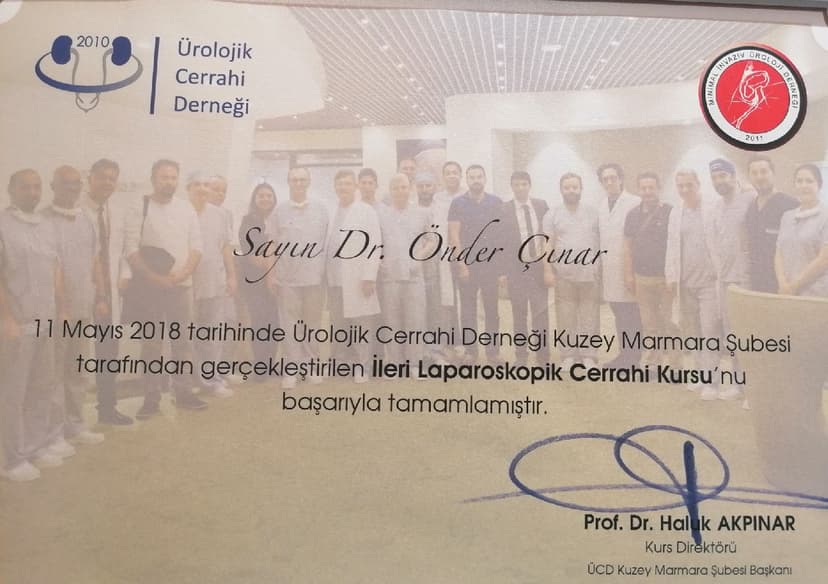 2010
Ürolojik
Cerrahi
Derneği
MİNİMAL İNVAZİV ÜROLOJİ DERNEĞİ
2011
Sayın Dr. Önder Çınar
11 Mayıs 2018 tarihinde Ürolojik Cerrahi Derneği Kuzey Marmara Şubesi
tarafından gerçekleştirilen İleri Laparoskopik Cerrahi Kursu'nu
başarıyla tamamlamıştır.
Prof. Dr. Haluk AKPINAR
Kurs Direktörü
ÜCD Kuzey Marmara Şubesi Başkanı